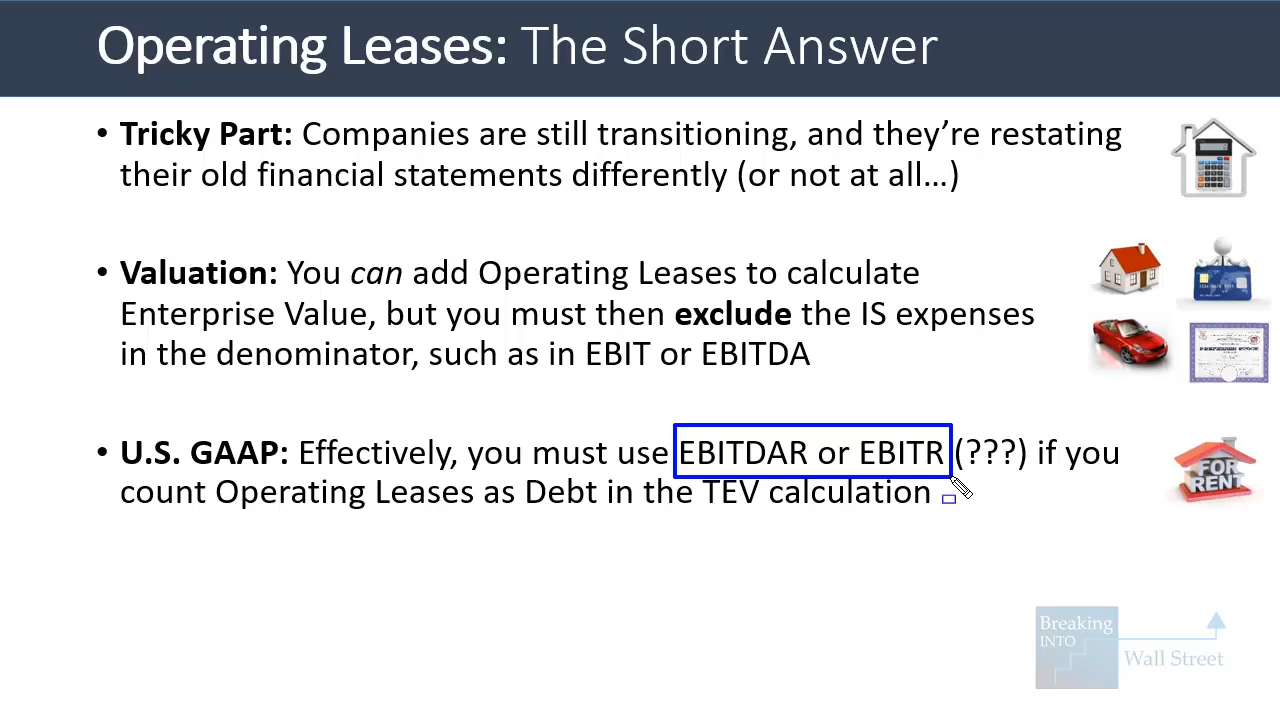 Operating Leases: The Short Answer
• Tricky Part: Companies are still transitioning, and they're restating
their old financial statements differently (or not at all…)
• Valuation: You can add Operating Leases to calculate
Enterprise Value, but you must then exclude the IS expenses
in the denominator, such as in EBIT or EBITDA
• U.S. GAAP: Effectively, you must use EBITDAR or EBITR (???) if you
count Operating Leases as Debt in the TEV calculation
FOR
RENT
Breaking
INTO
Wall Street